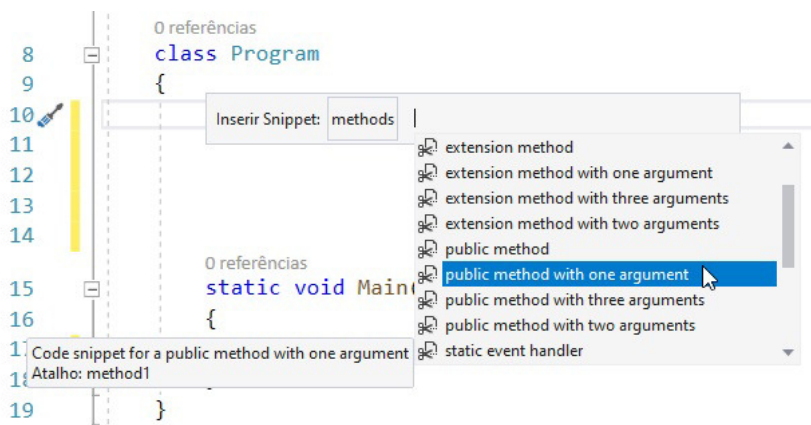 0 referências
8 class Program
9 {
10 Inserir Snippet: methods
11 extension method
12 extension method with one argument
13 extension method with three arguments
14 extension method with two arguments
public method
0 referências
public method with one argument
15 static void Main(
public method with three arguments
16 {
public method with two arguments
static event handler
17
Code snippet for a public method with one argument
Atalho: method1
18
19 }